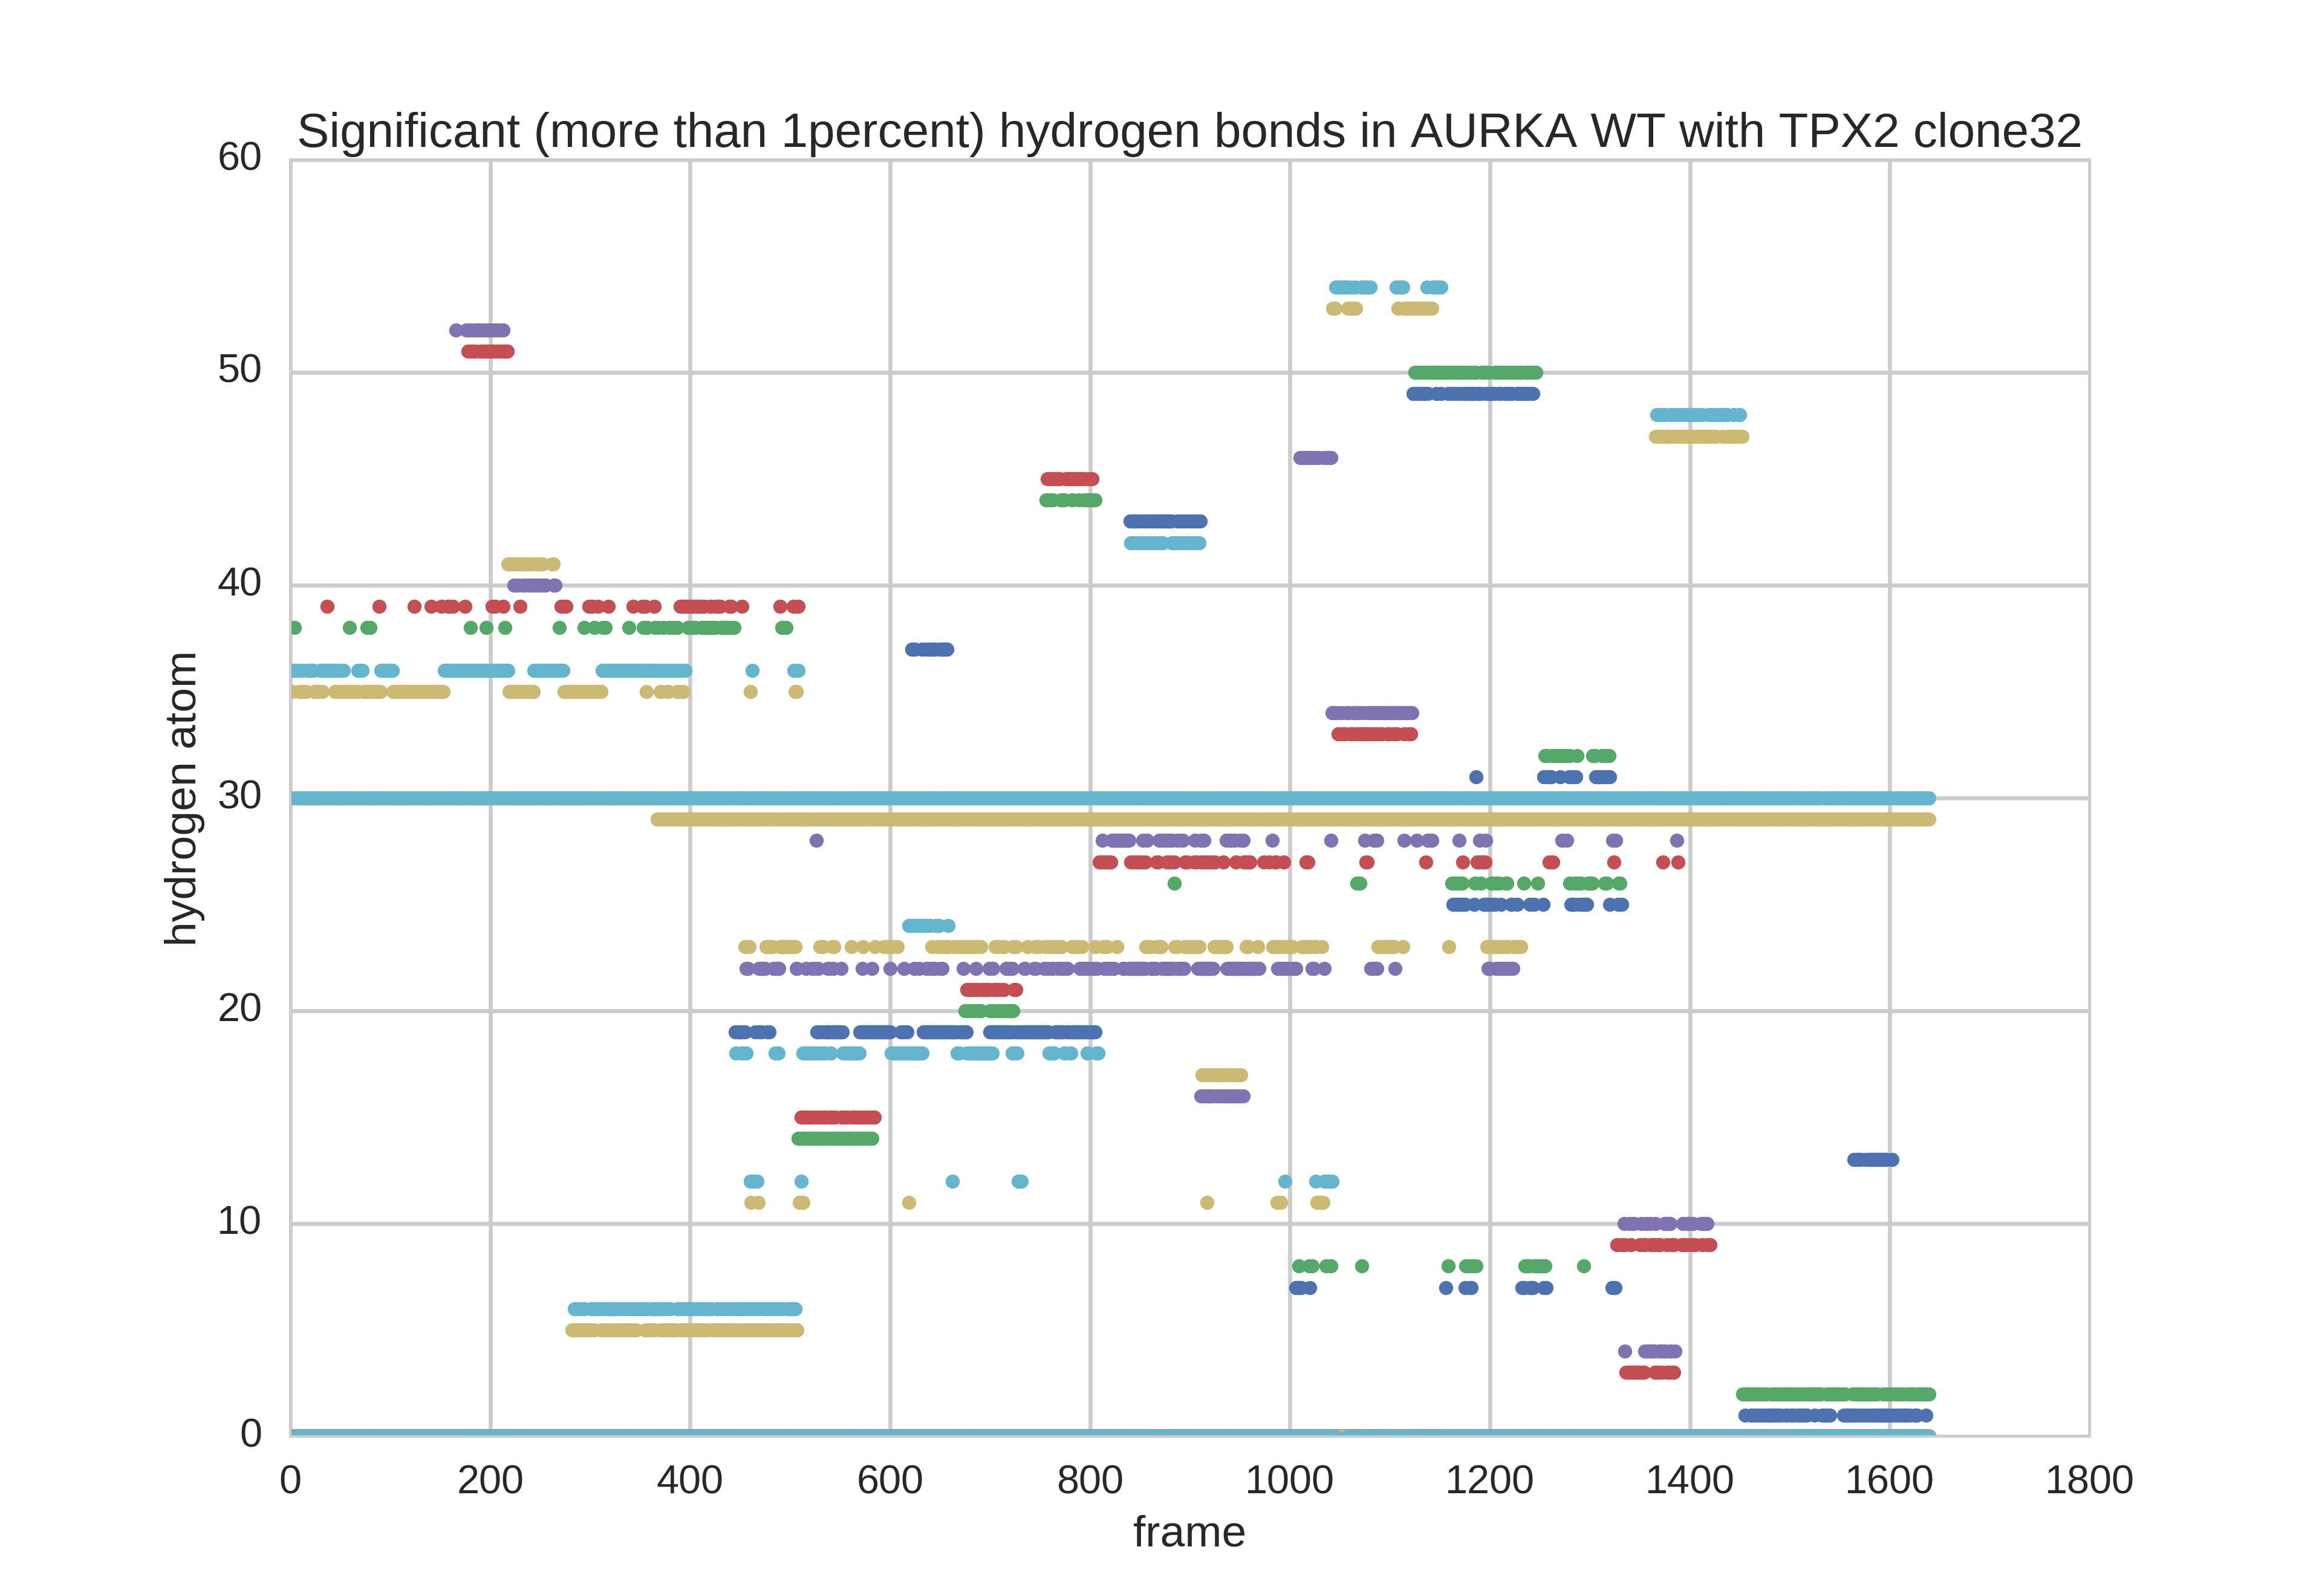 Significant (more than 1percent) hydrogen bonds in AURKA WT with TPX2 clone32
60
50
40
30
20
10
0
hydrogen atom
0 200 400 600 800 1000 1200 1400 1600 1800
frame